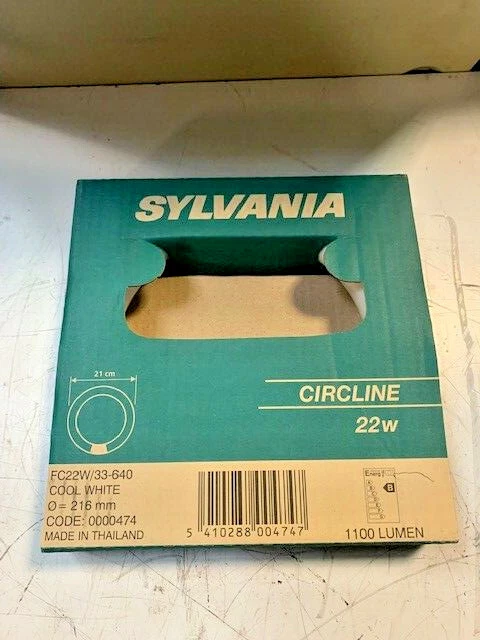 SYLVANIA
21 cm
CIRCLINE
22w
FC22W/33-640
COOL WHITE
Ø = 216 mm
CODE: 0000474
MADE IN THAILAND
5 410288 004747
Energ
B
1100 LUMEN